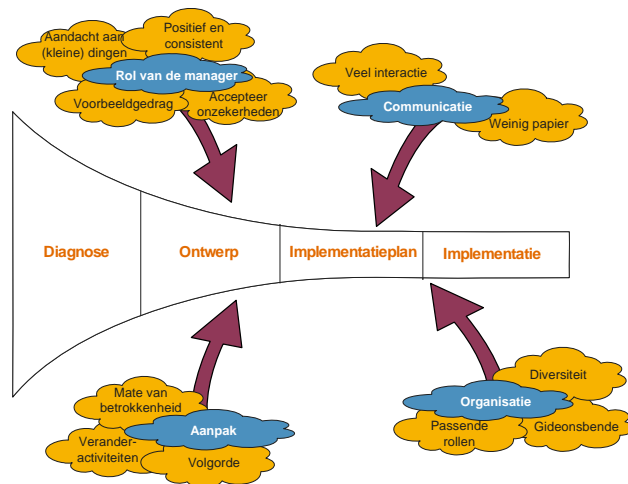 Aandacht aan
(kleine) dingen
Positief en
consistent
Rol van de manager
Voorbeeldgedrag
Accepteer
onzekerheden
Veel interactie
Communicatie
Weinig papier
Diagnose
Ontwerp
Implementatieplan
Implementatie
Mate van
betrokkenheid
Aanpak
Verander-
activiteiten
Volgorde
Diversiteit
Organisatie
Passende
rollen
Gideonsbende